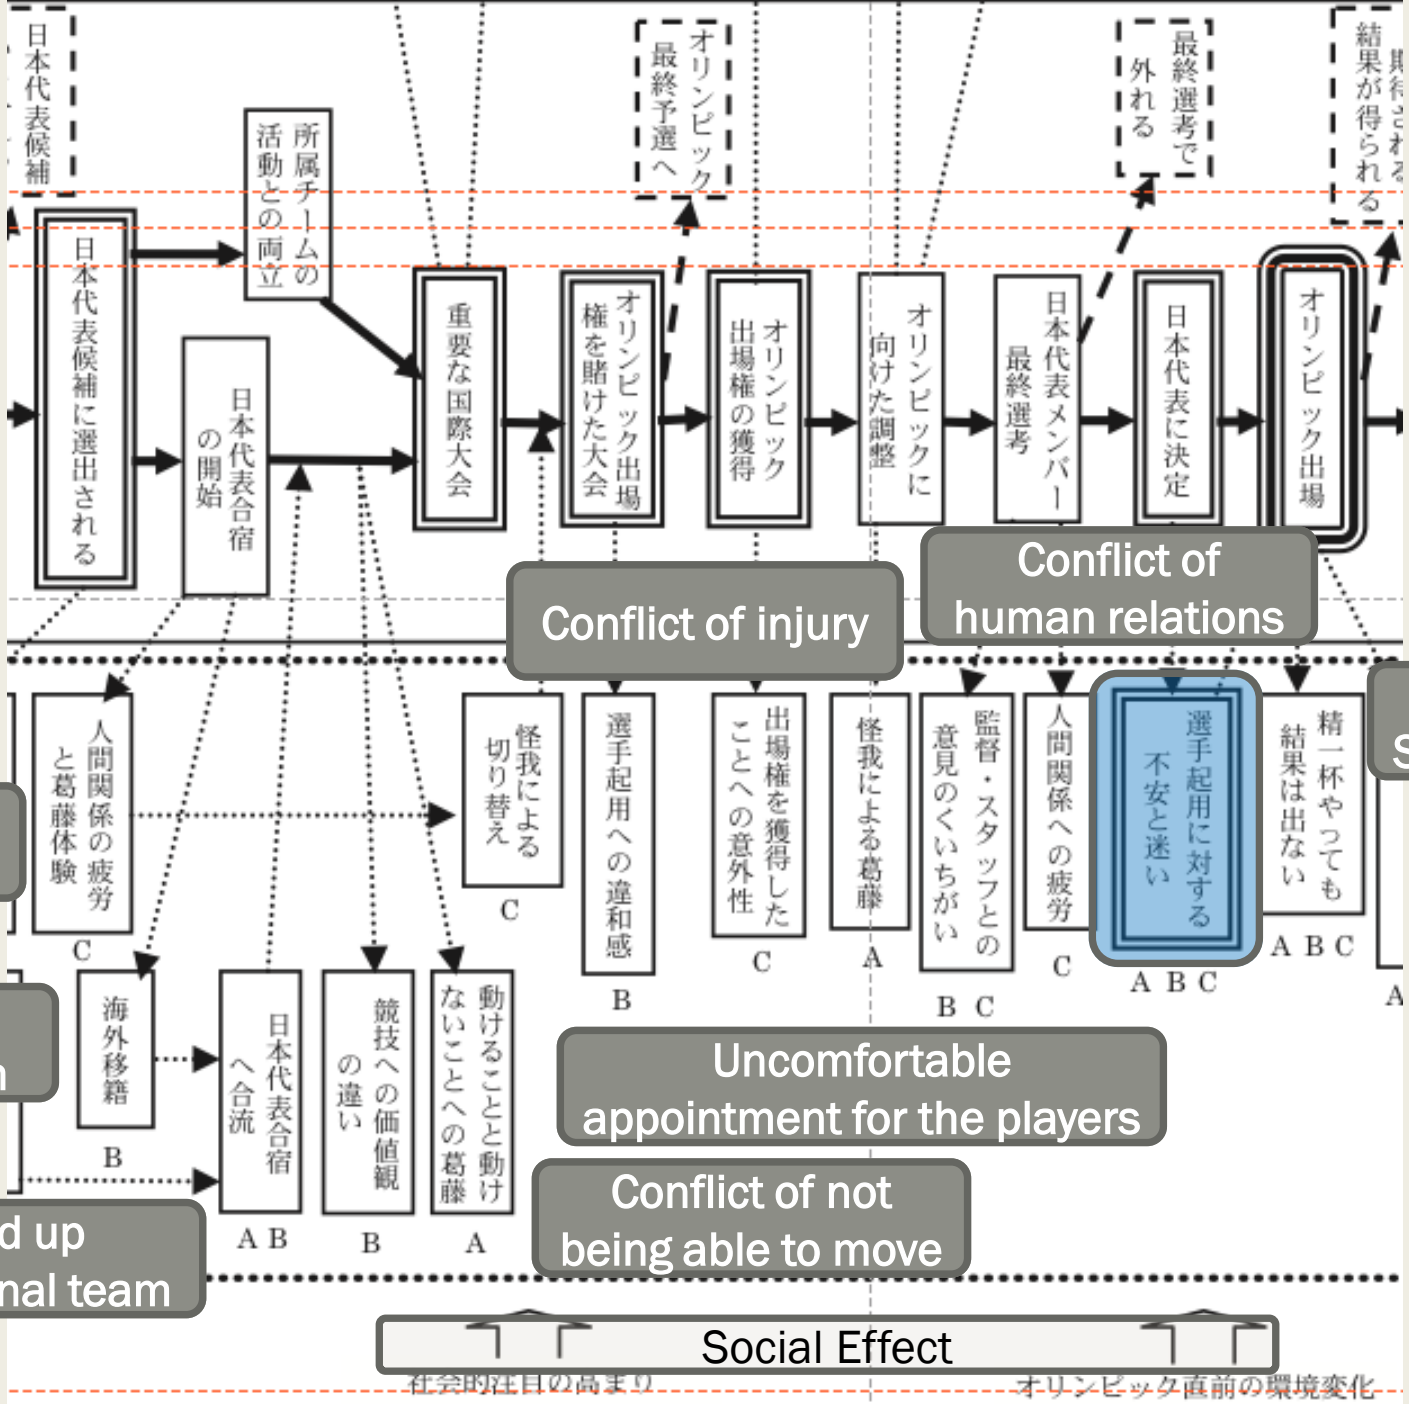 日本代表候補
オリンピック
最終予選へ
最終選考で
外れる
期待される
結果が得られる
所属チームの
活動との両立
日本代表候補に選出される
日本代表合宿
の開始
重要な国際大会
オリンピック出場
権を賭けた大会
オリンピック
出場権の獲得
オリンピックに
向けた調整
日本代表メンバー
最終選考
日本代表に決定
オリンピック出場
Conflict of injury
Conflict of
human relations
人間関係の疲労
と葛藤体験
C
怪我による
切り替え
C
選手起用への違和感
B
出場権を獲得した
ことへの意外性
C
怪我による葛藤
A
監督・スタッフとの
意見のくいちがい
B C
人間関係への疲労
C
選手起用に対する
不安と迷い
A B C
精一杯やっても
結果は出ない
A B C
A
海外移籍
B
日本代表合宿
へ合流
A B
競技への価値観
の違い
B
動けることと動け
ないことへの葛藤
A
Uncomfortable
appointment for the players
Conflict of not
being able to move
d up
nal team
Social Effect
社会的注目の高まり
オリンピック直前の環境変化